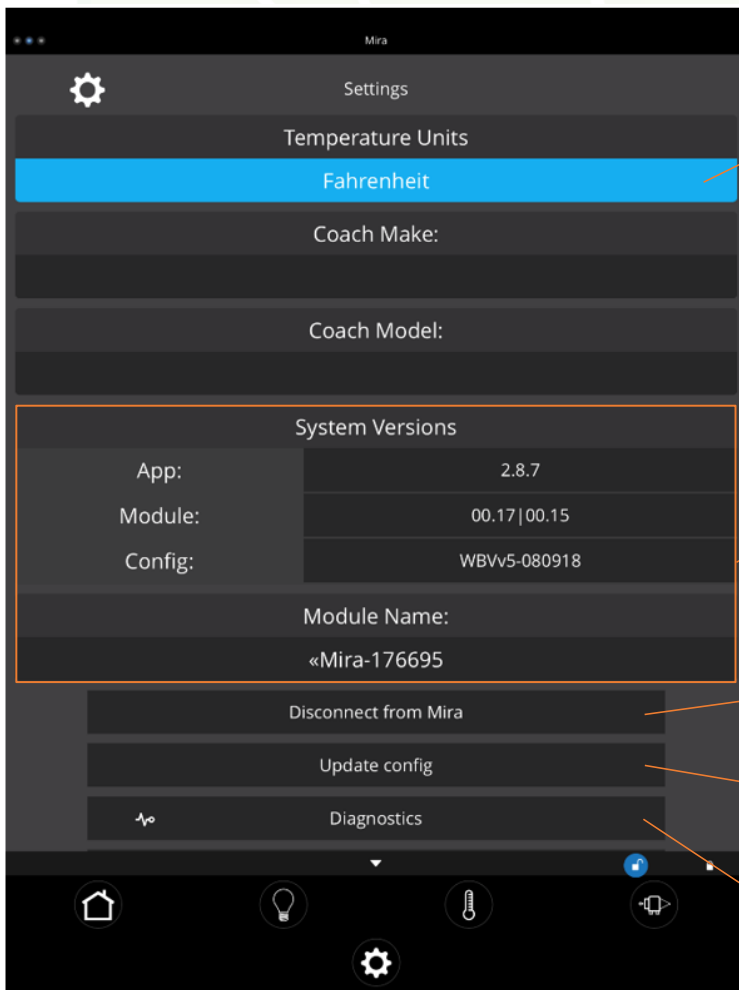 Mira
Settings
Temperature Units
Fahrenheit
Coach Make:
Coach Model:
System Versions
App: 2.8.7
Module: 00.17|00.15
Config: WBVv5-080918
Module Name:
«Mira-176695
Disconnect from Mira
Update config
Diagnostics